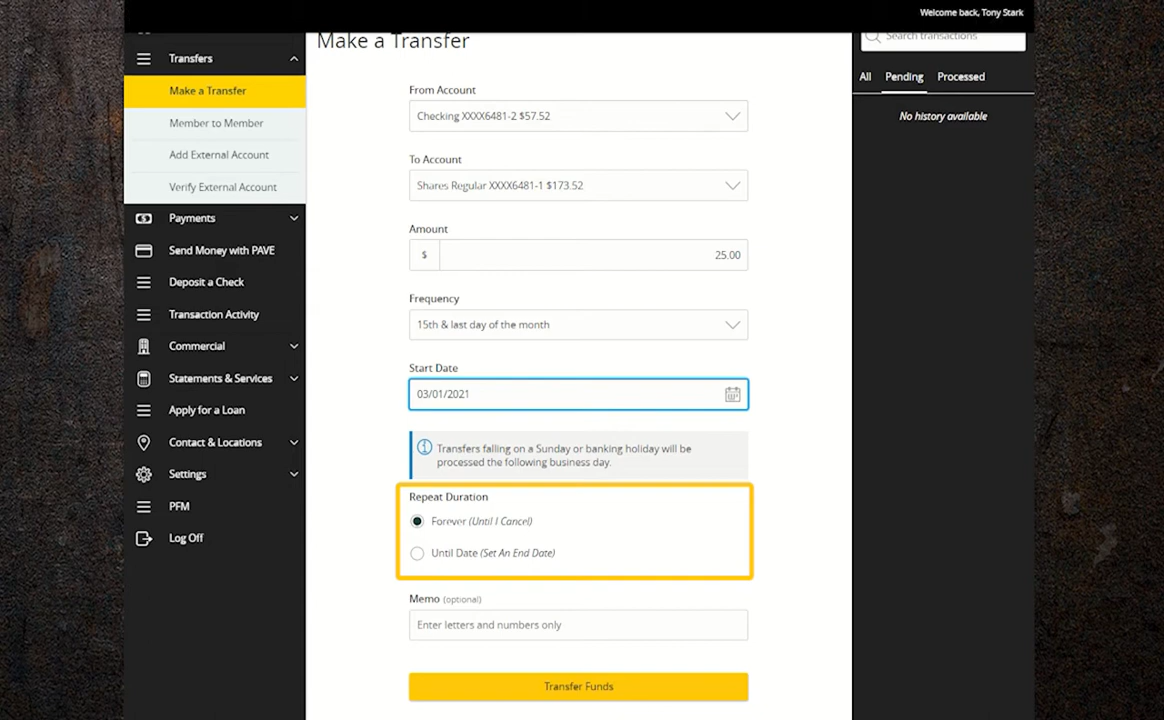 Welcome back, Tony Stark
Make a Transfer
Search transactions
Transfers
Make a Transfer
Member to Member
Add External Account
Verify External Account
Payments
Send Money with PAVE
Deposit a Check
Transaction Activity
Commercial
Statements & Services
Apply for a Loan
Contact & Locations
Settings
PFM
Log Off
From Account
Checking XXXX6481-2 $57.52
To Account
Shares Regular XXXX6481-1 $173.52
Amount
$ 25.00
Frequency
15th & last day of the month
Start Date
03/01/2021
Transfers falling on a Sunday or banking holiday will be
processed the following business day.
Repeat Duration
Forever (Until I Cancel)
Until Date (Set An End Date)
Memo (optional)
Enter letters and numbers only
Transfer Funds
All Pending Processed
No history available